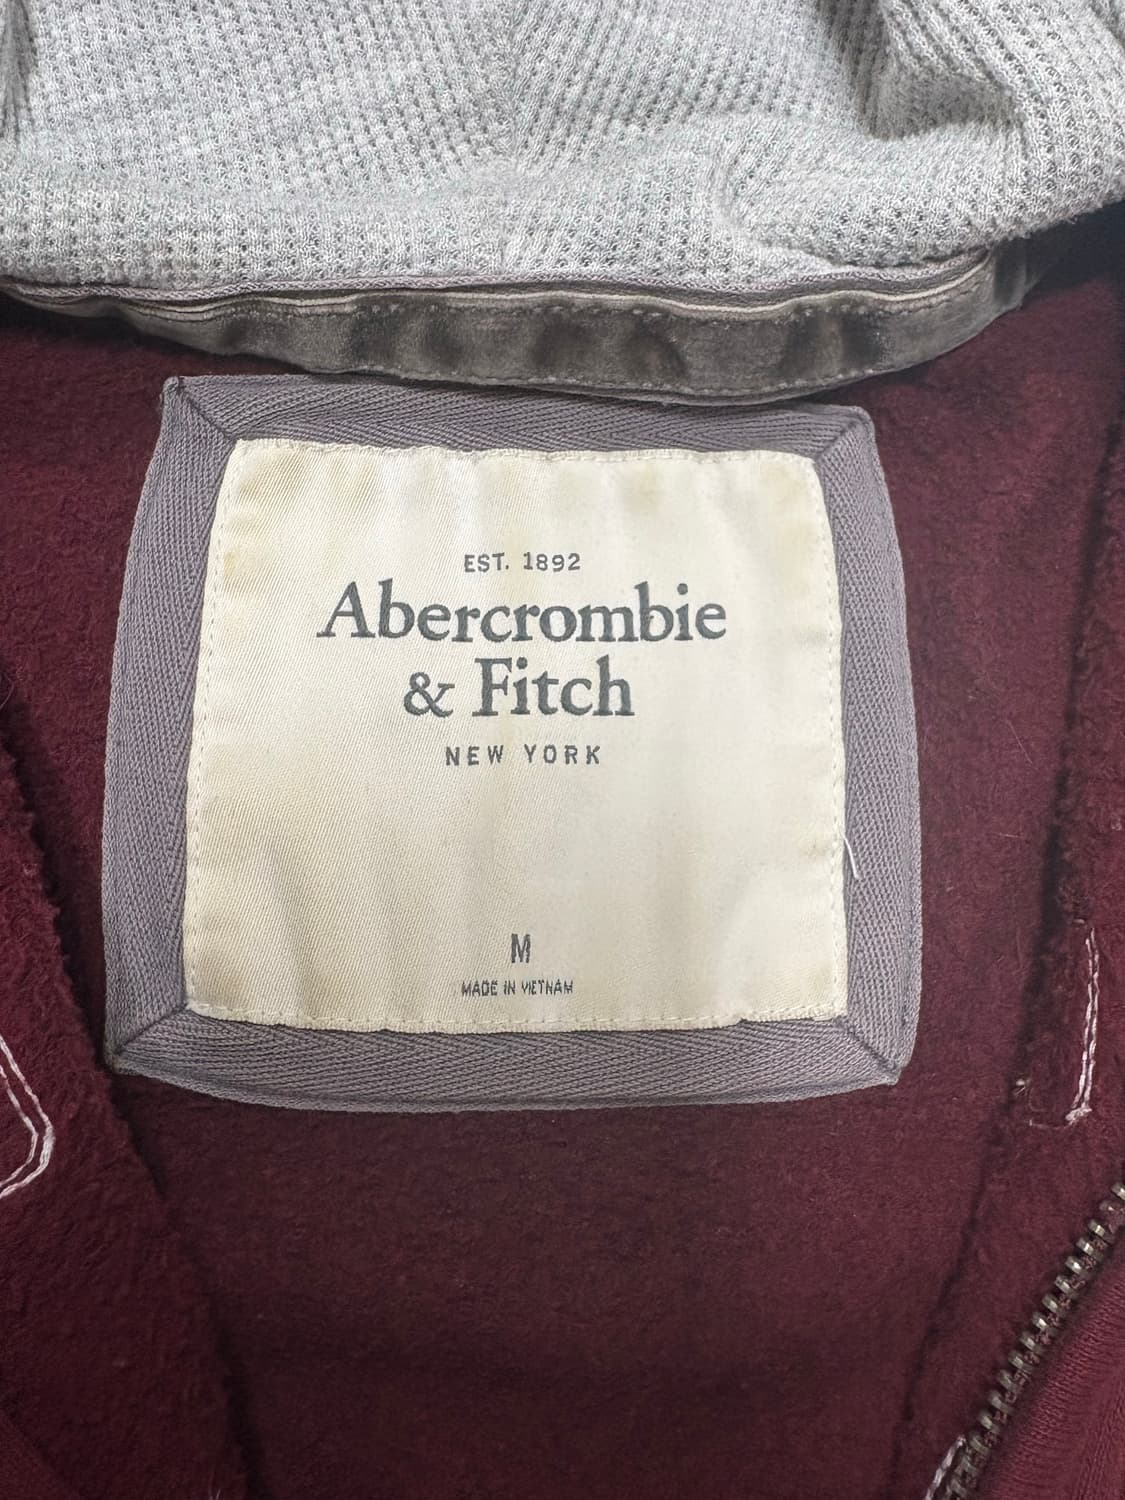 EST. 1892
Abercrombie
& Fitch
NEW YORK
M
MADE IN VIETNAM